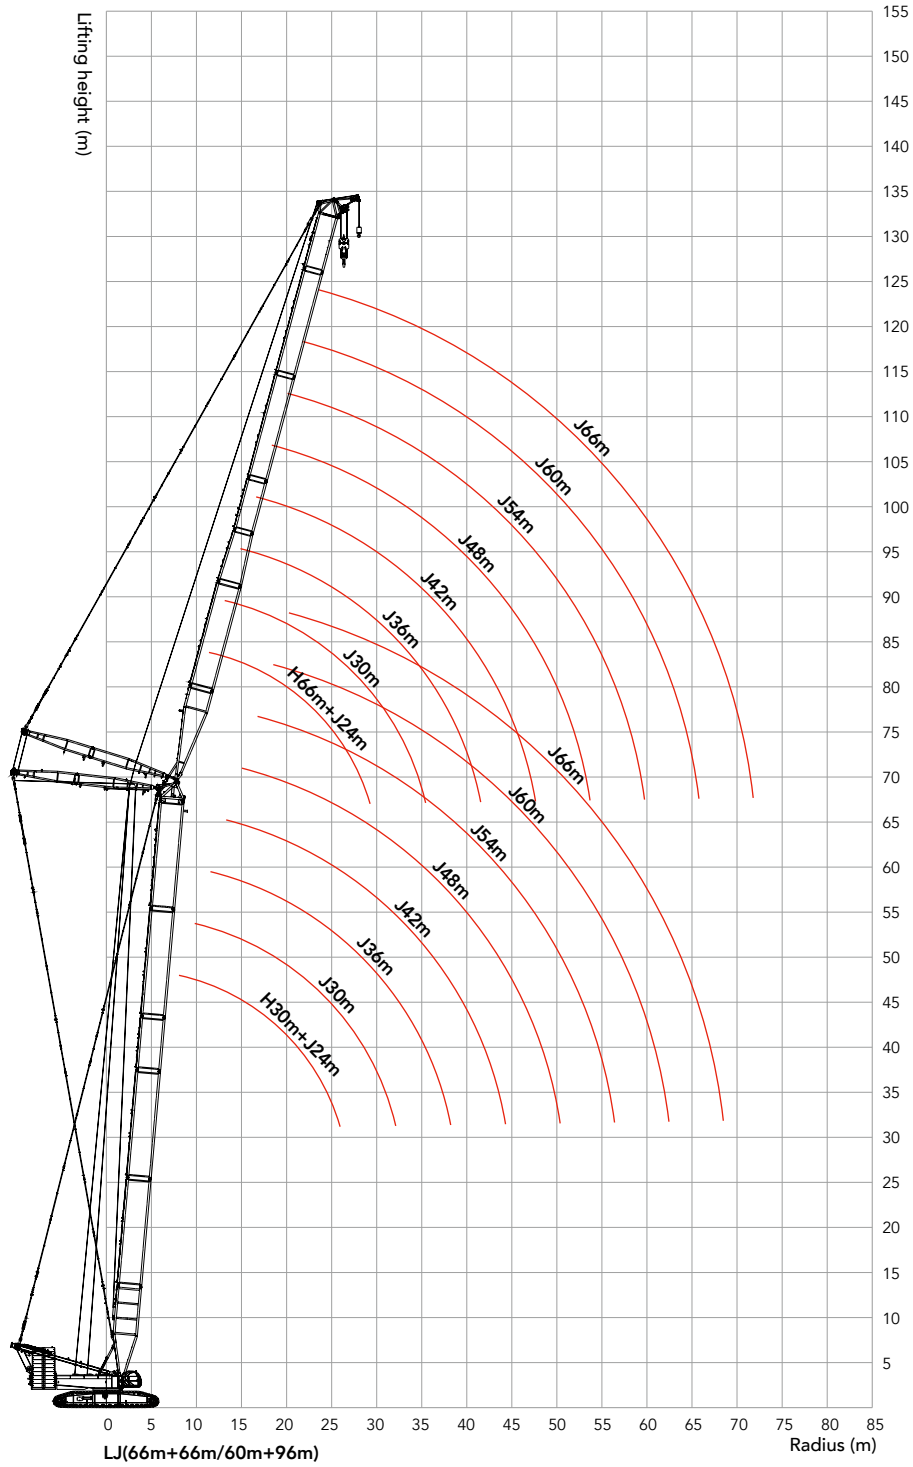 Lifting height (m)
155
150
145
140
135
130
125
120
115
110
105
100
95
90
85
80
75
70
65
60
55
50
45
40
35
30
25
20
15
10
5
J66m
J60m
J54m
J48m
J42m
J36m
J30m
H66m+J24m
J66m
J60m
J54m
J48m
J42m
J36m
J30m
H30m+J24m
0 5 10 15 20 25 30 35 40 45 50 55 60 65 70 75 80 85
Radius (m)
LJ(66m+66m/60m+96m)